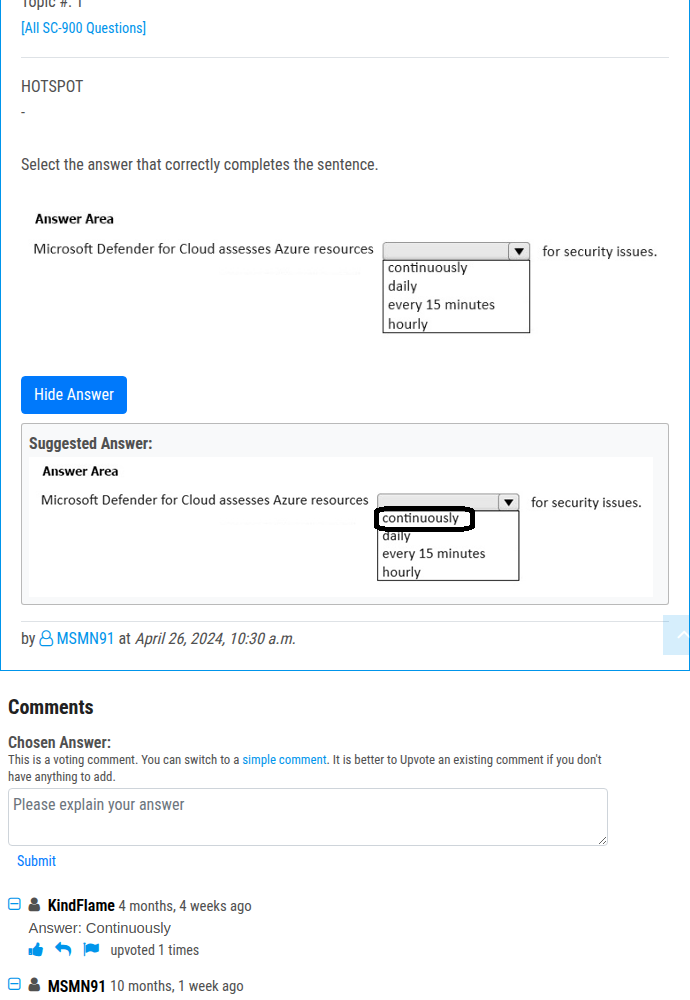 Topic #: 1
[All SC-900 Questions]
HOTSPOT
-
Select the answer that correctly completes the sentence.
Answer Area
Microsoft Defender for Cloud assesses Azure resources for security issues.
continuously
daily
every 15 minutes
hourly
Hide Answer
Suggested Answer:
Answer Area
Microsoft Defender for Cloud assesses Azure resources for security issues.
continuously
daily
every 15 minutes
hourly
by MSMN91 at April 26, 2024, 10:30 a.m.
Comments
Chosen Answer:
This is a voting comment. You can switch to a simple comment. It is better to Upvote an existing comment if you don't
have anything to add.
Please explain your answer
Submit
KindFlame 4 months, 4 weeks ago
Answer: Continuously
upvoted 1 times
MSMN91 10 months, 1 week ago